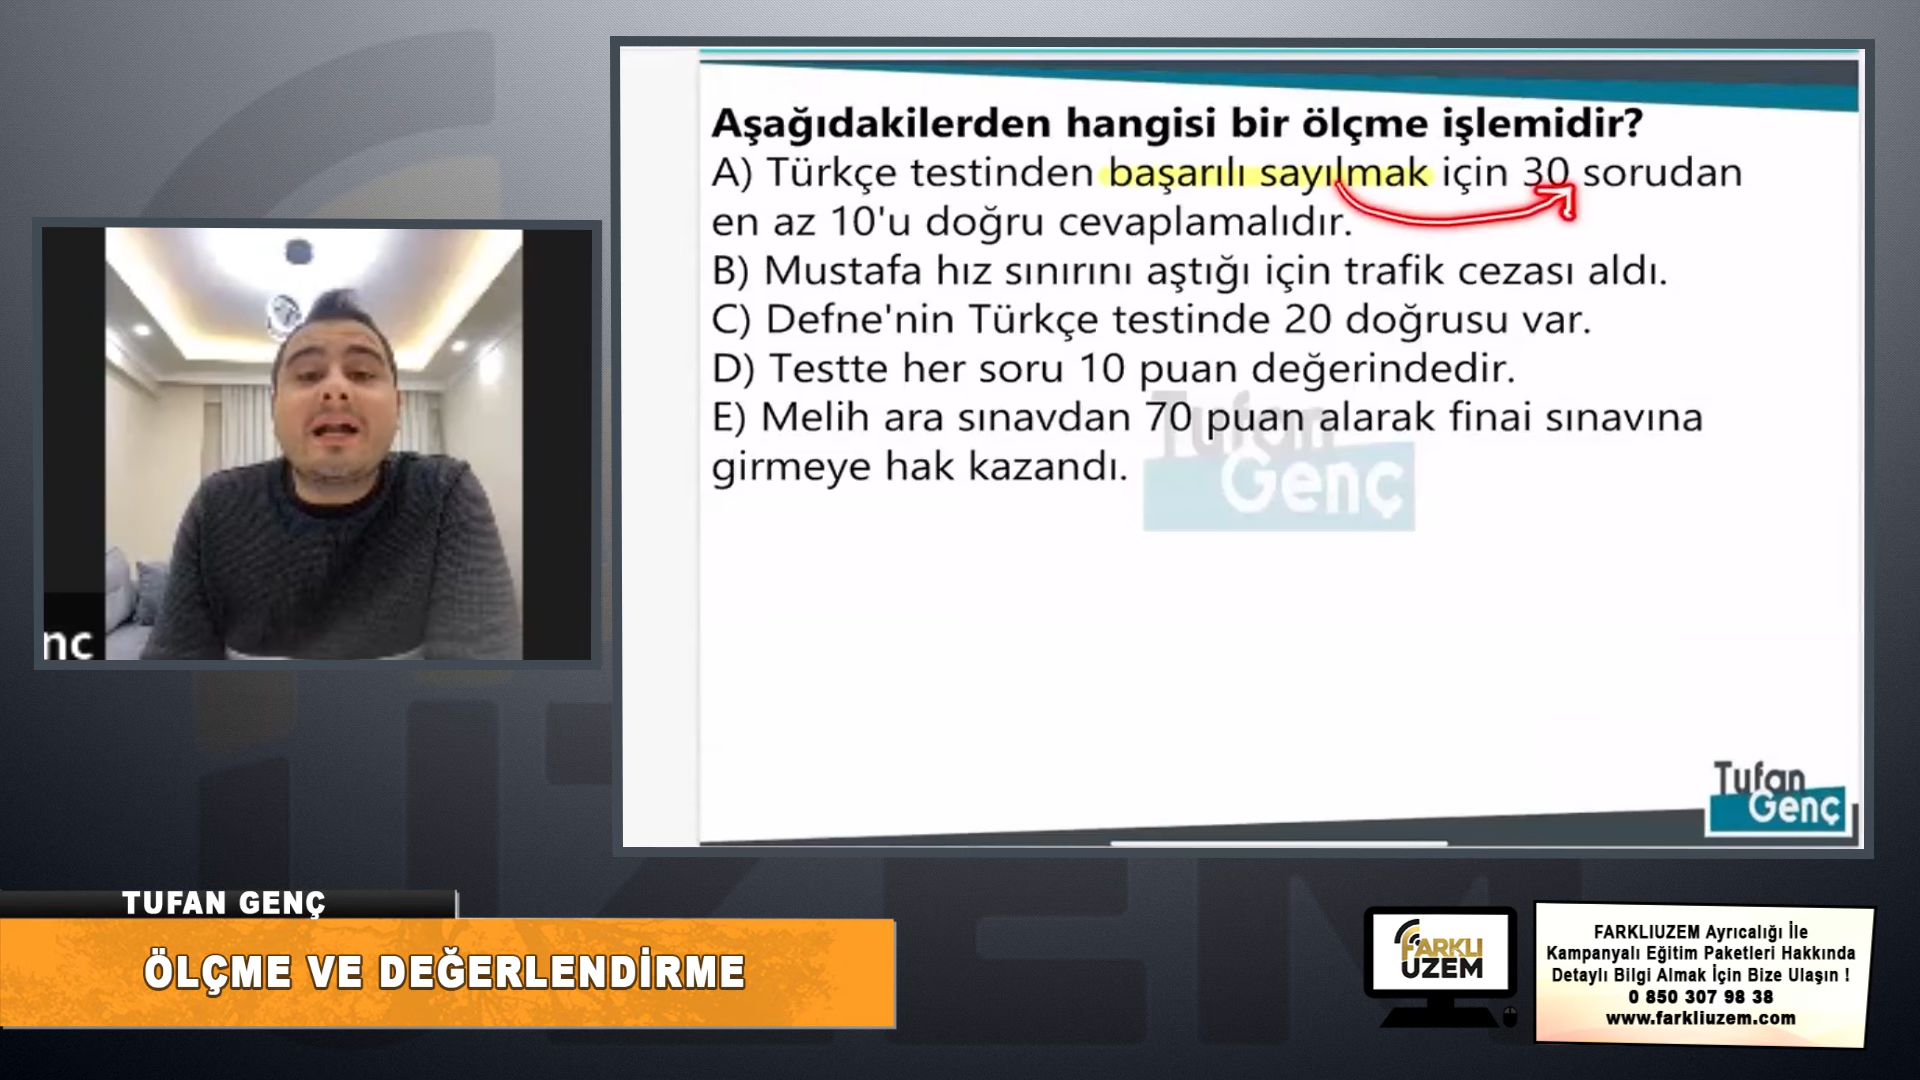 Aşağıdakilerden hangisi bir ölçme işlemidir?
A) Türkçe testinden başarılı sayılmak için 30 sorudan
en az 10'u doğru cevaplamalıdır.
B) Mustafa hız sınırını aştığı için trafik cezası aldı.
C) Defne'nin Türkçe testinde 20 doğrusu var.
D) Testte her soru 10 puan değerindedir.
E) Melih ara sınavdan 70 puan alarak finai sınavına
girmeye hak kazandı.
Tufan
Genç
nç
Tufan
Genç
TUFAN GENÇ
ÖLÇME VE DEĞERLENDİRME
FARKLI
UZEM
FARKLIUZEM Ayrıcalığı İle
Kampanyalı Eğitim Paketleri Hakkında
Detaylı Bilgi Almak İçin Bize Ulaşın !
0 850 307 98 38
www.farkliuzem.com
ÜZEM